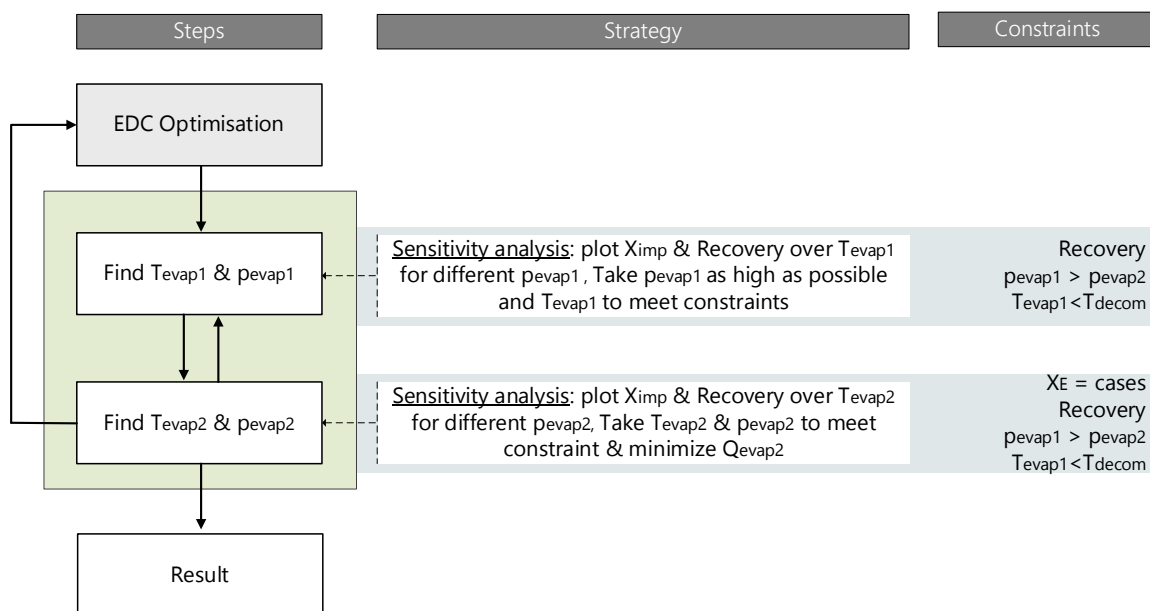 Steps
Strategy
Constraints
EDC Optimisation
Find Tevap1 & pevap1
Sensitivity analysis: plot Ximp & Recovery over Tevap1
for different pevap1 , Take pevap1 as high as possible
and Tevap1 to meet constraints
Recovery
pevap1 > pevap2
Tevap1<Tdecom
Find Tevap2 & pevap2
Sensitivity analysis: plot Ximp & Recovery over Tevap2
for different pevap2, Take Tevap2 & pevap2 to meet
constraint & minimize Qevap2
XE = cases
Recovery
pevap1 > pevap2
Tevap1<Tdecom
Result